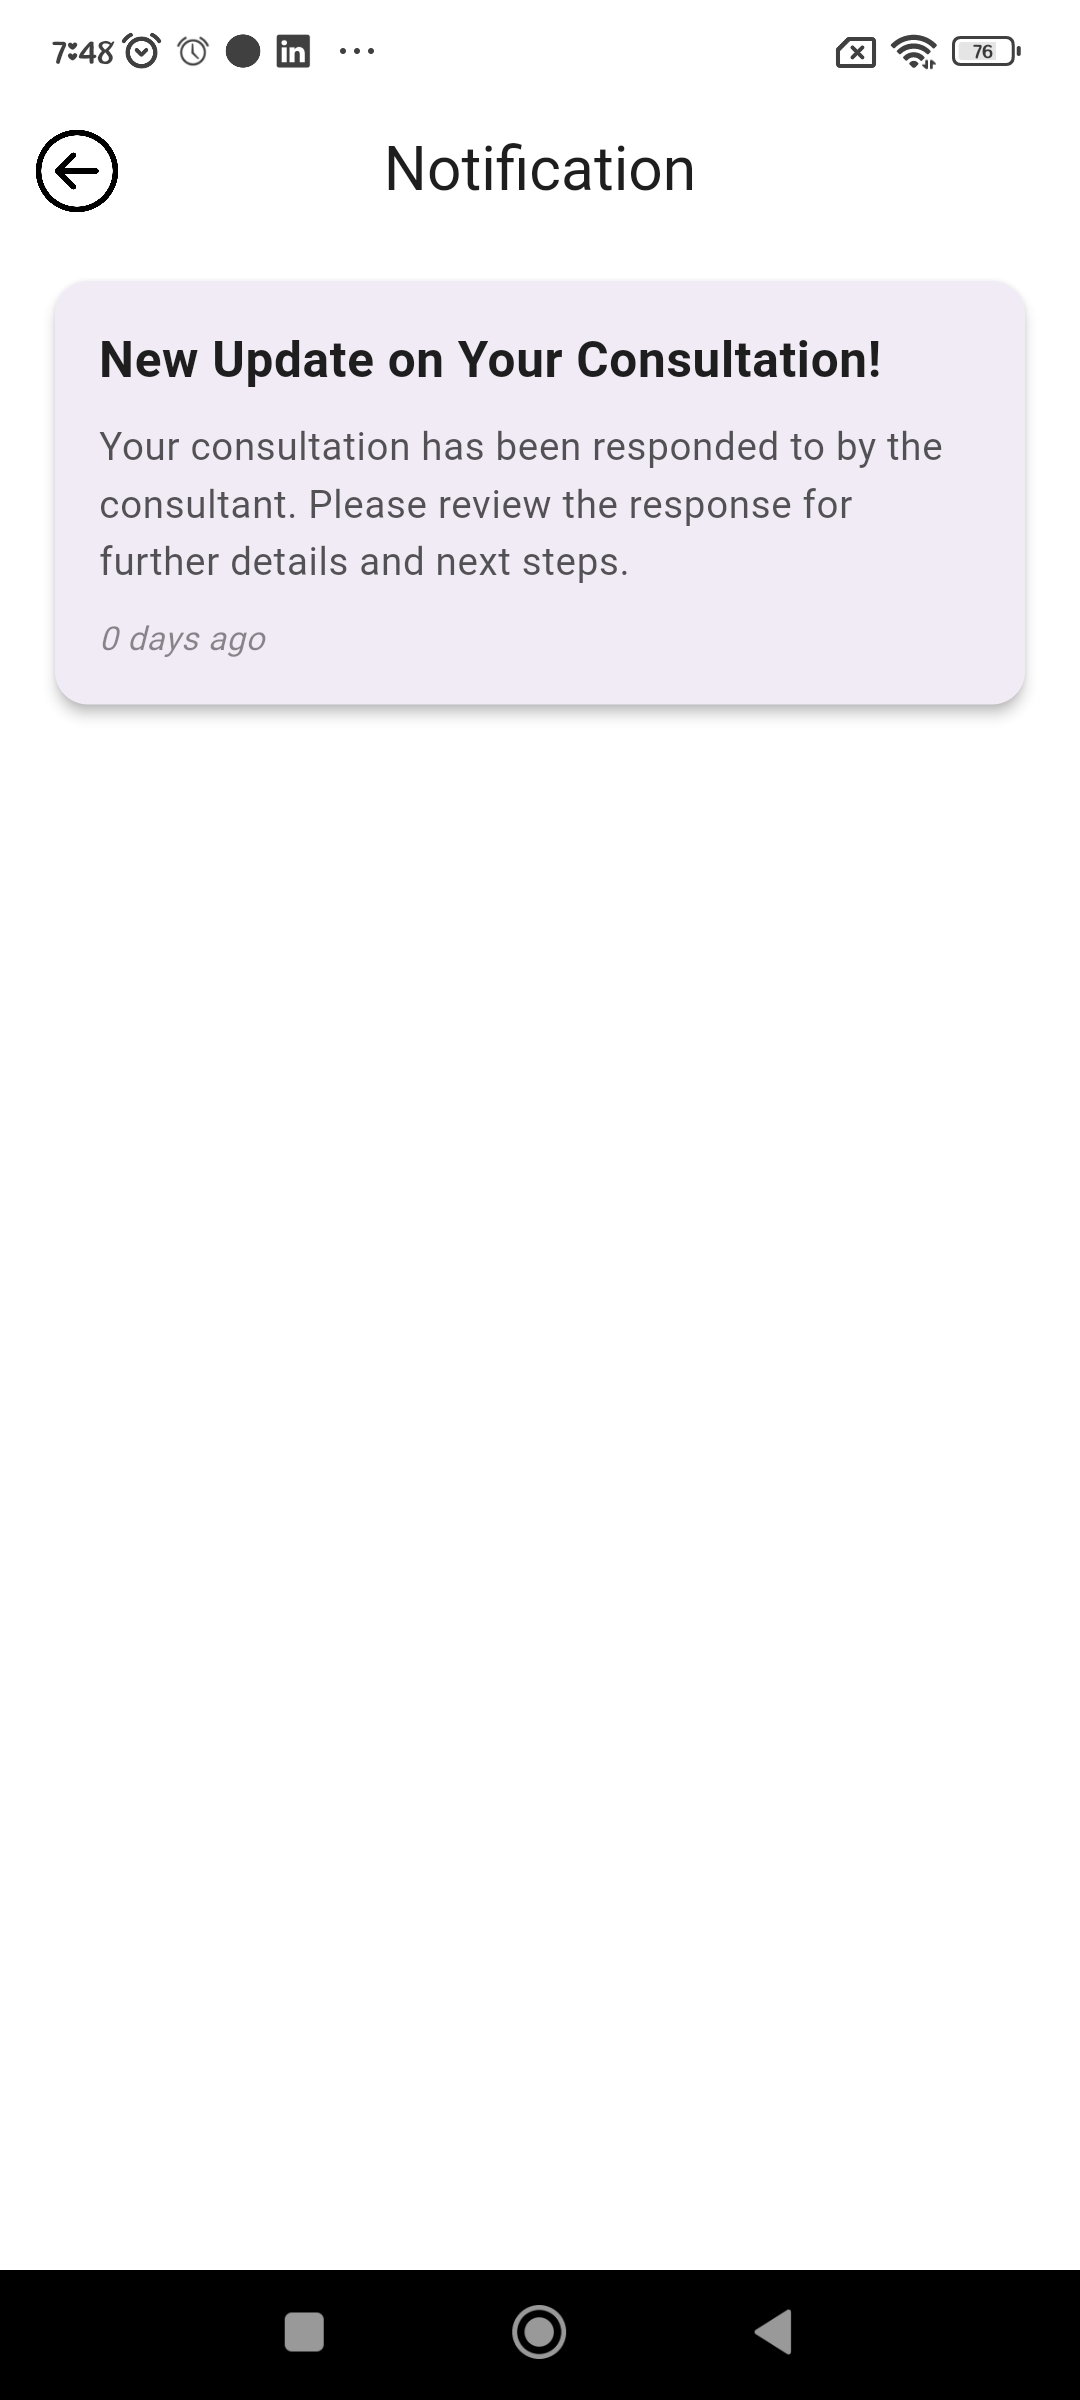 7:48 in ... 76
Notification
New Update on Your Consultation!
Your consultation has been responded to by the
consultant. Please review the response for
further details and next steps.
0 days ago